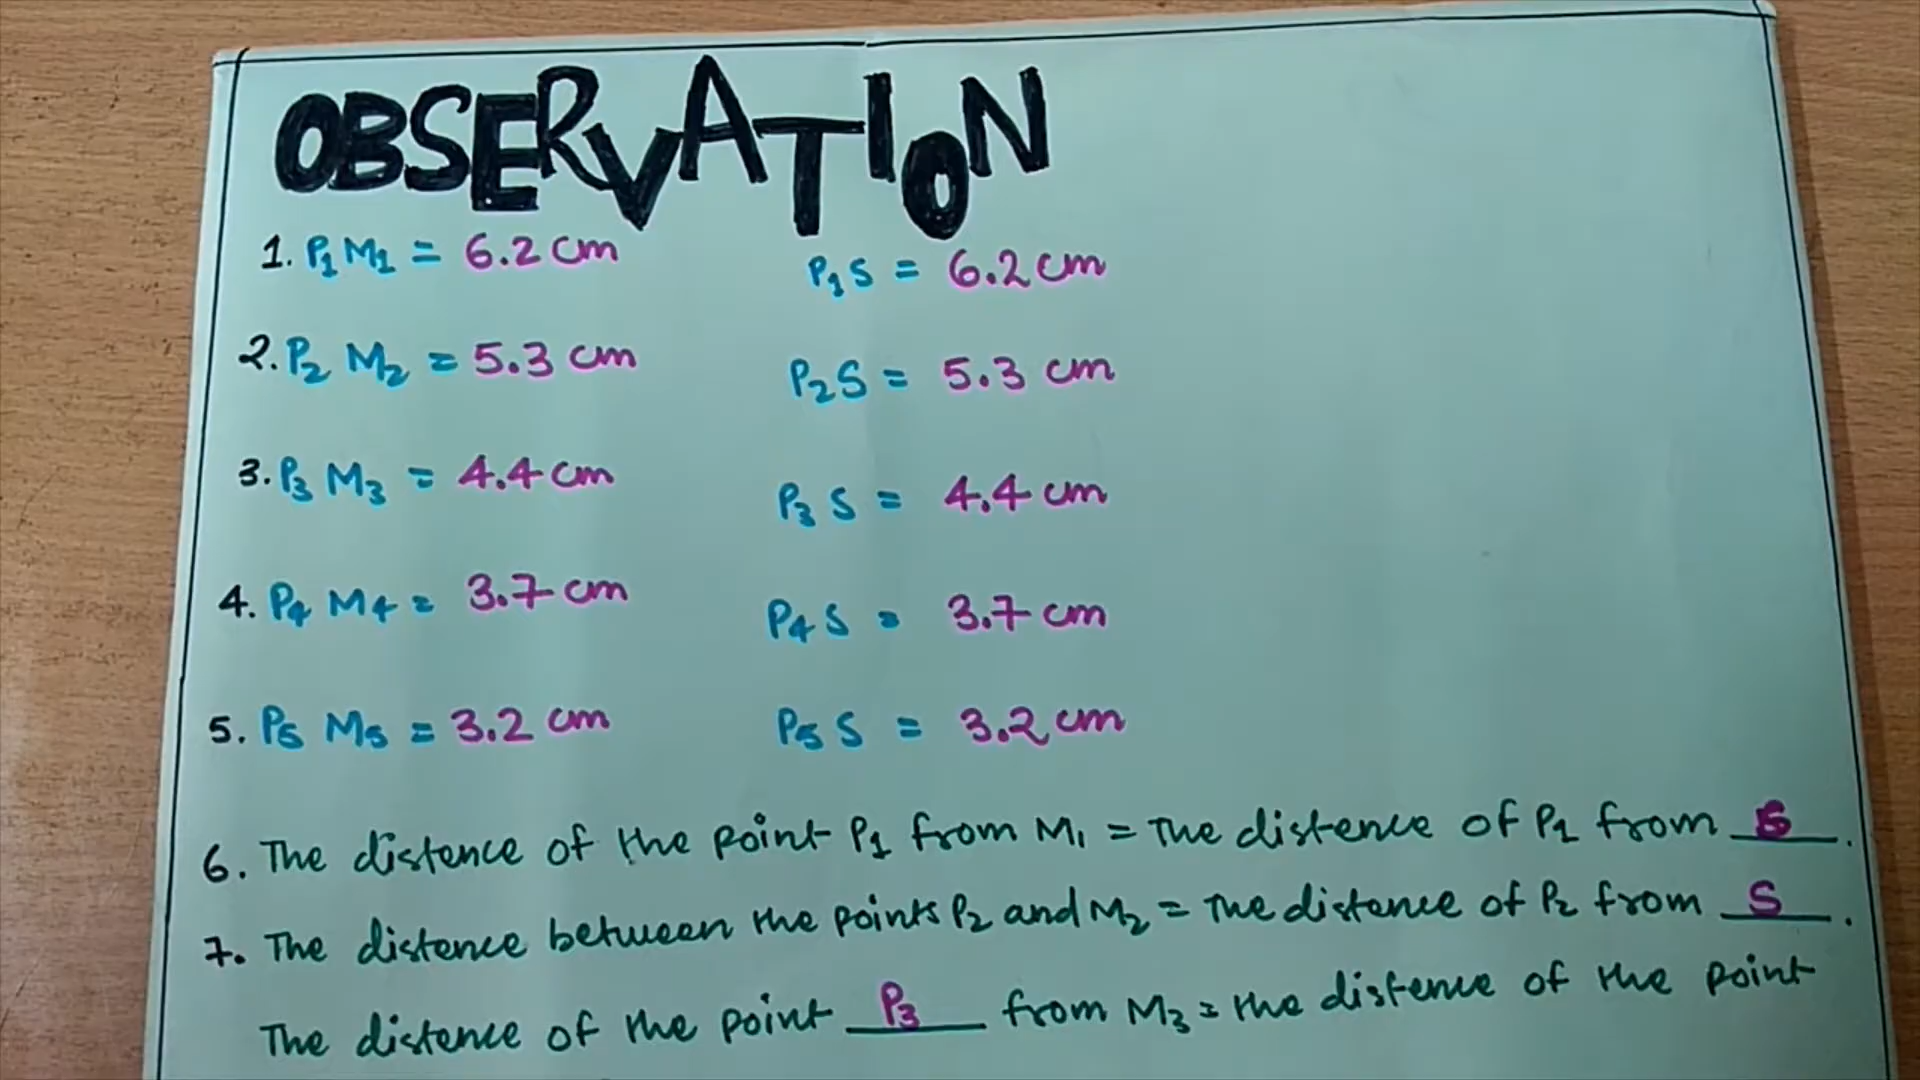 OBSERVATION
1. P₁ M₁ = 6.2 cm P₁ S = 6.2 cm
2. P₂ M₂ = 5.3 cm P₂ S = 5.3 cm
3. P₃ M₃ = 4.4 cm P₃ S = 4.4 cm
4. P₄ M₄ = 3.7 cm P₄ S = 3.7 cm
5. P₅ M₅ = 3.2 cm P₅ S = 3.2 cm
6. The distence of the point P₁ from M₁ = The distence of P₁ from S.
7. The distence between the points P₂ and M₂ = The distence of P₂ from S.
The distence of the point P₃ from M₃ = the distence of the point